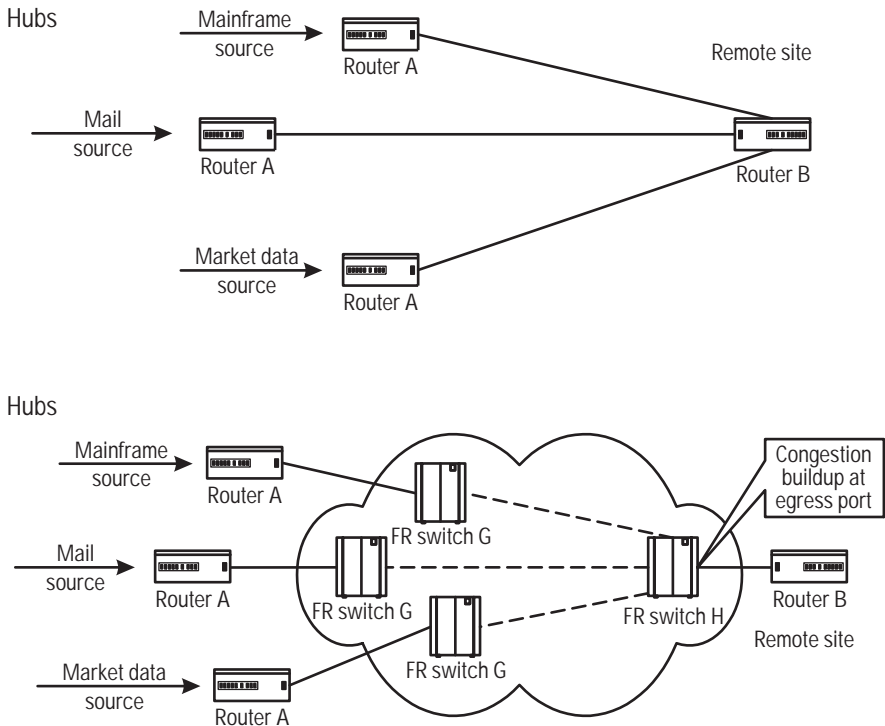 Hubs
Mainframe
source
Router A
Remote site
Mail
source
Router A
Router B
Market data
source
Router A
Hubs
Mainframe
source
Router A
FR switch G
Congestion
buildup at
egress port
Mail
source
Router A
FR switch G
FR switch H
Router B
Remote site
FR switch G
Market data
source
Router A